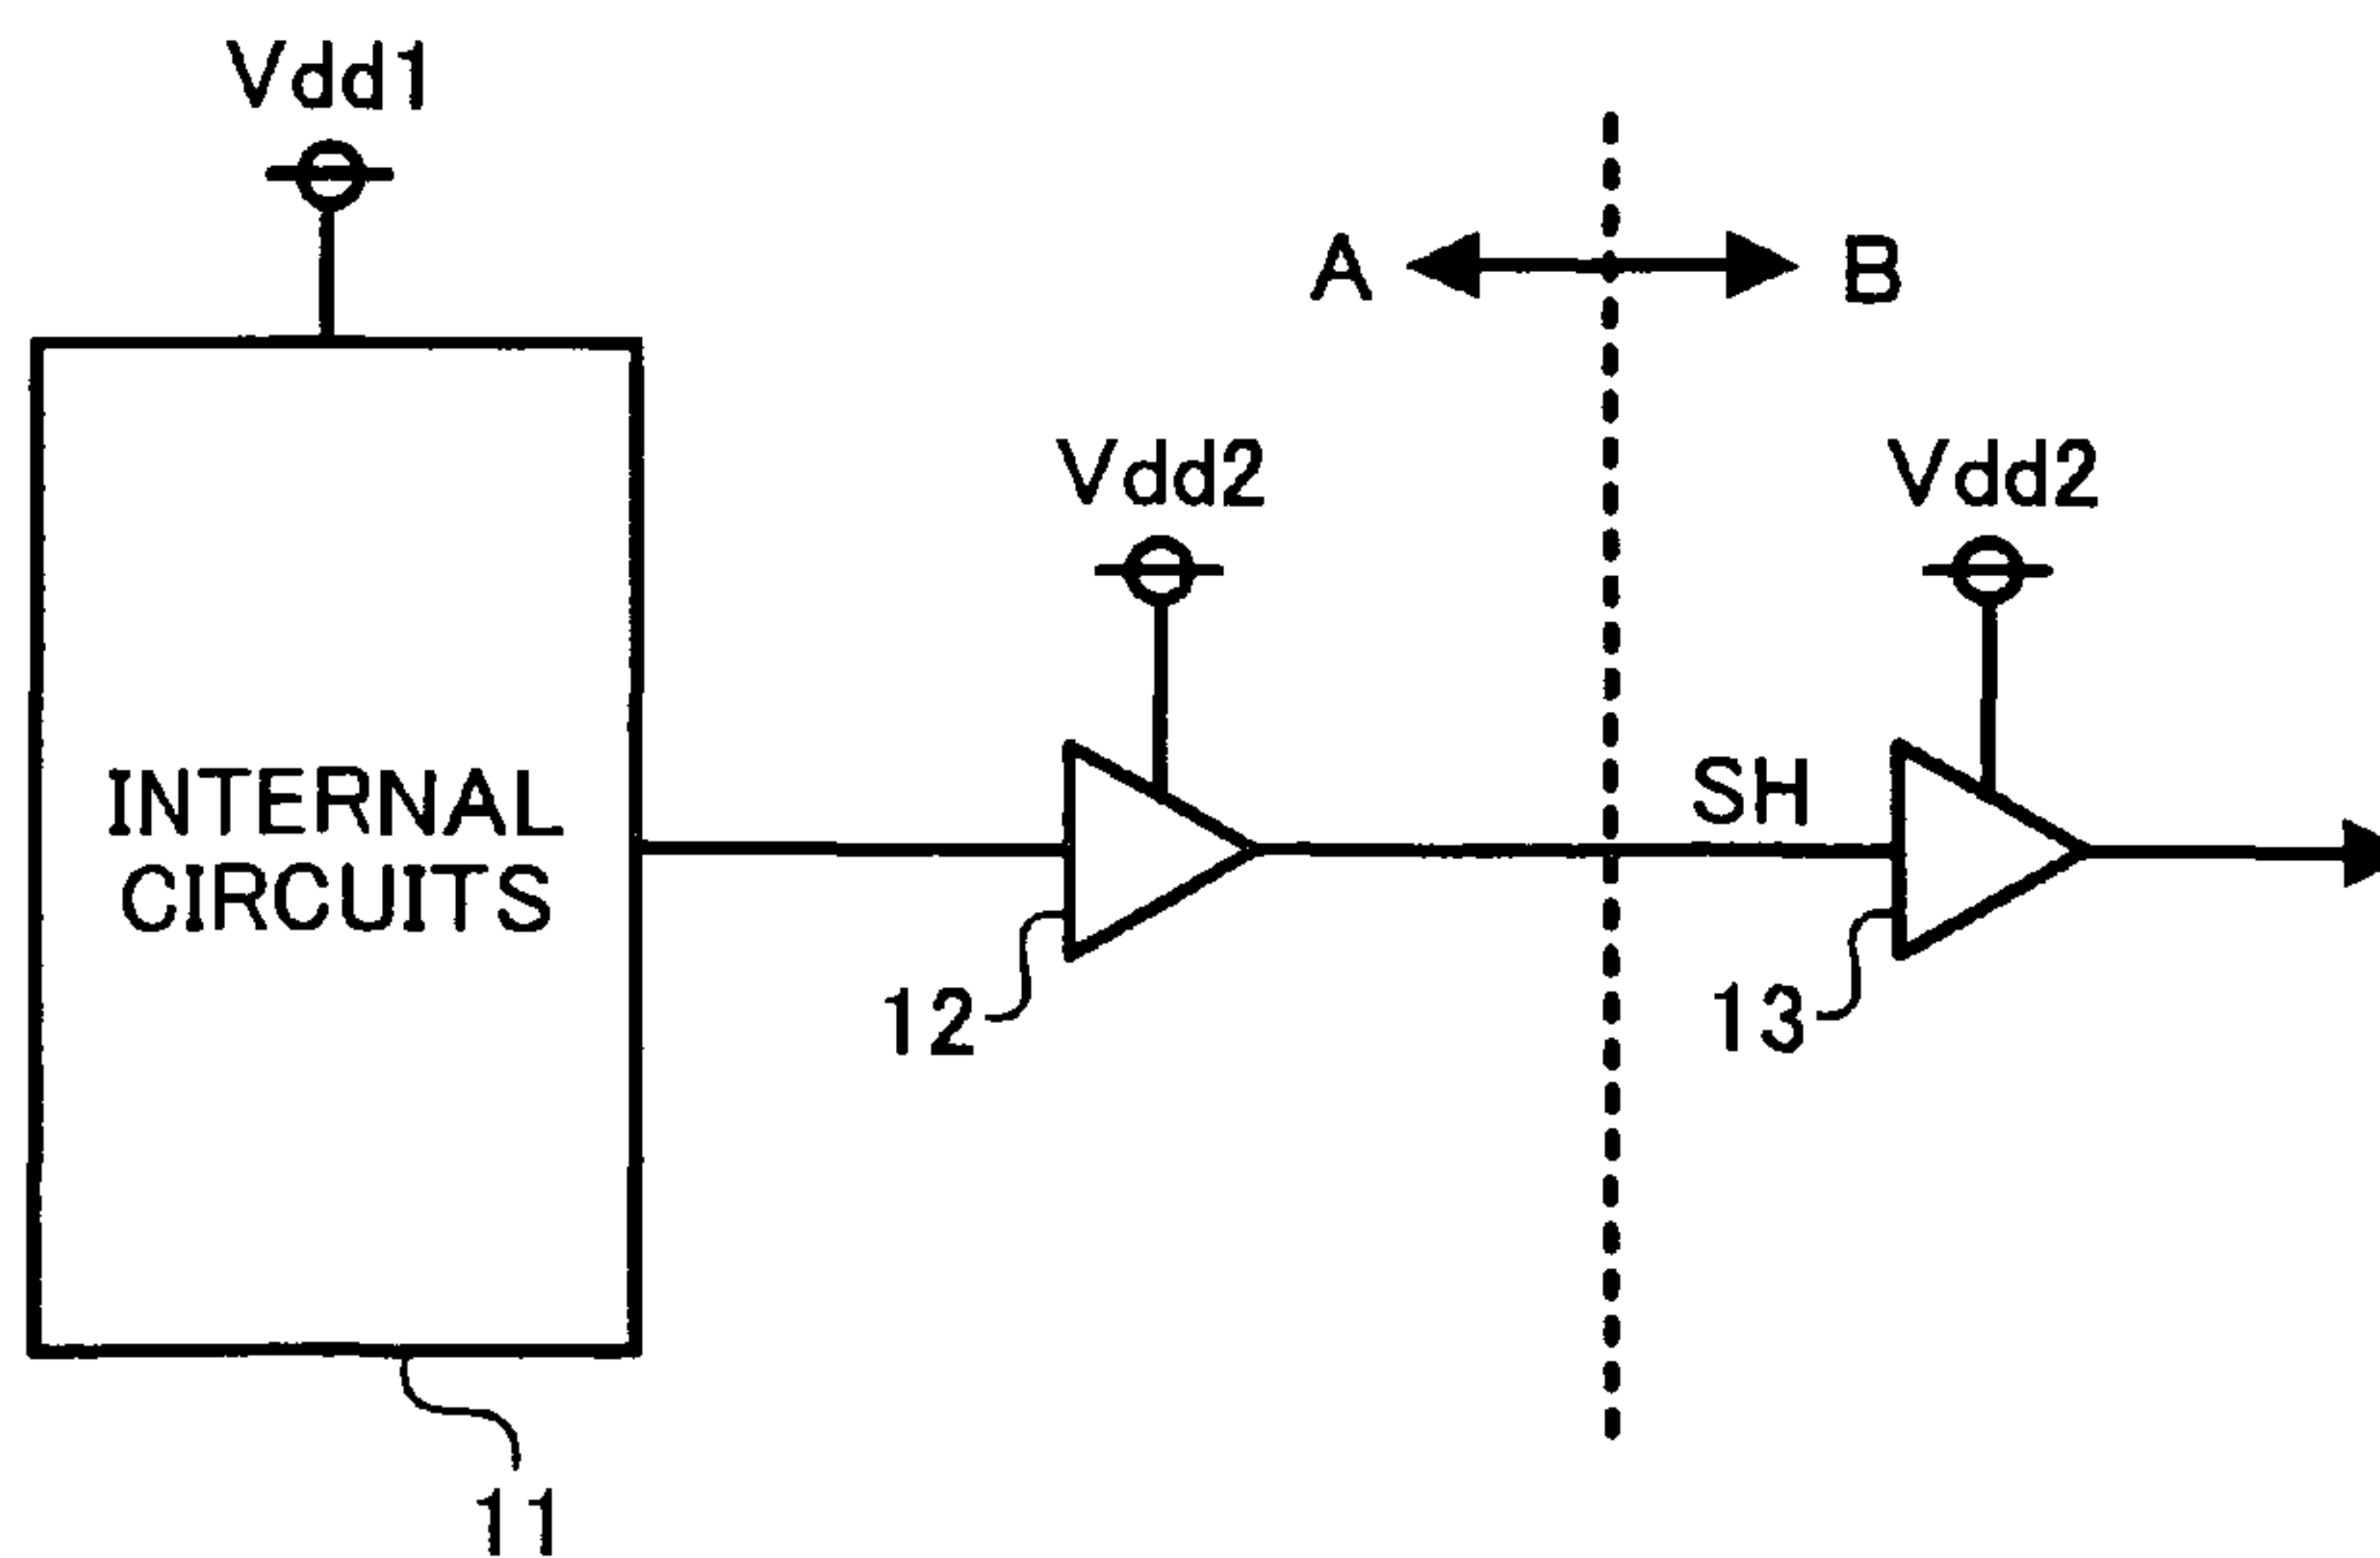 Vdd1
A
B
Vdd2
Vdd2
INTERNAL
CIRCUITS
SH
12
13
11